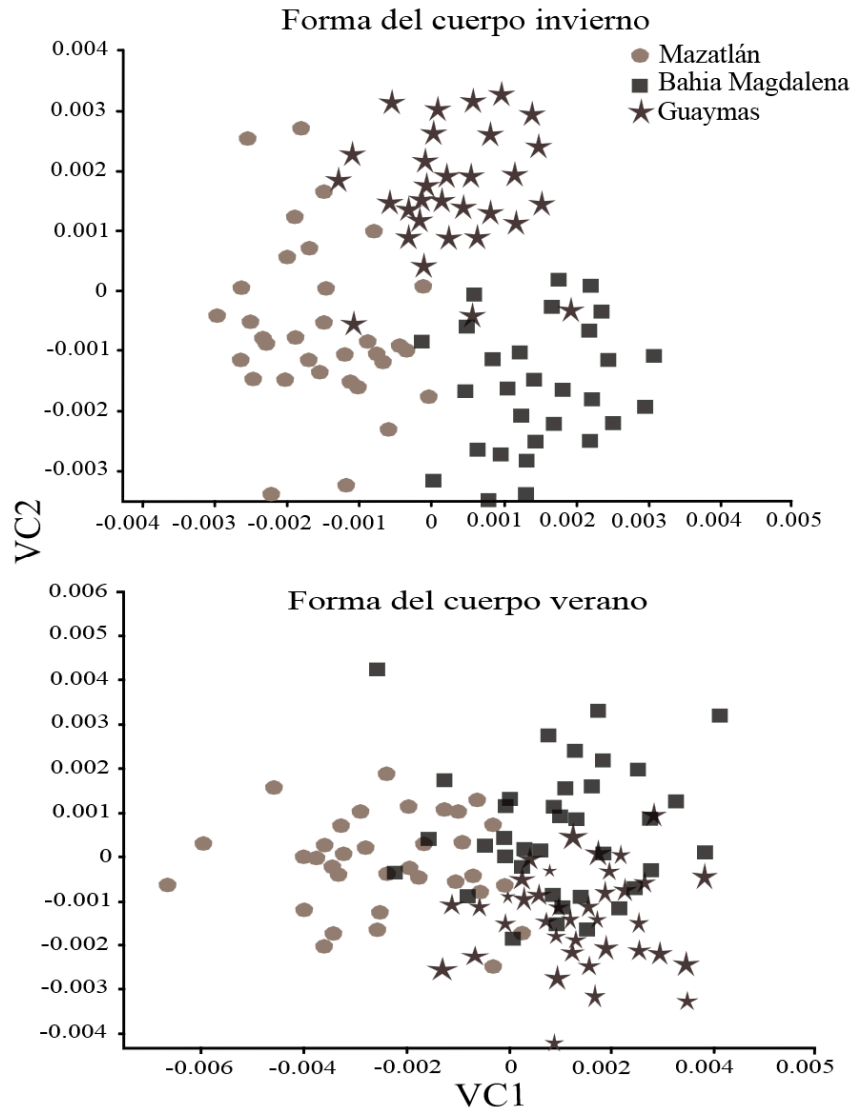 Forma del cuerpo invierno
Mazatlán
Bahia Magdalena
Guaymas
0.004
0.003
0.002
0.001
0
-0.001
-0.002
-0.003
-0.004 -0.003 -0.002 -0.001 0 0.001 0.002 0.003 0.004 0.005
VC2
Forma del cuerpo verano
0.006
0.005
0.004
0.003
0.002
0.001
0
-0.001
-0.002
-0.003
-0.004
-0.006 -0.004 -0.002 0 0.002 0.004 0.005
VC1